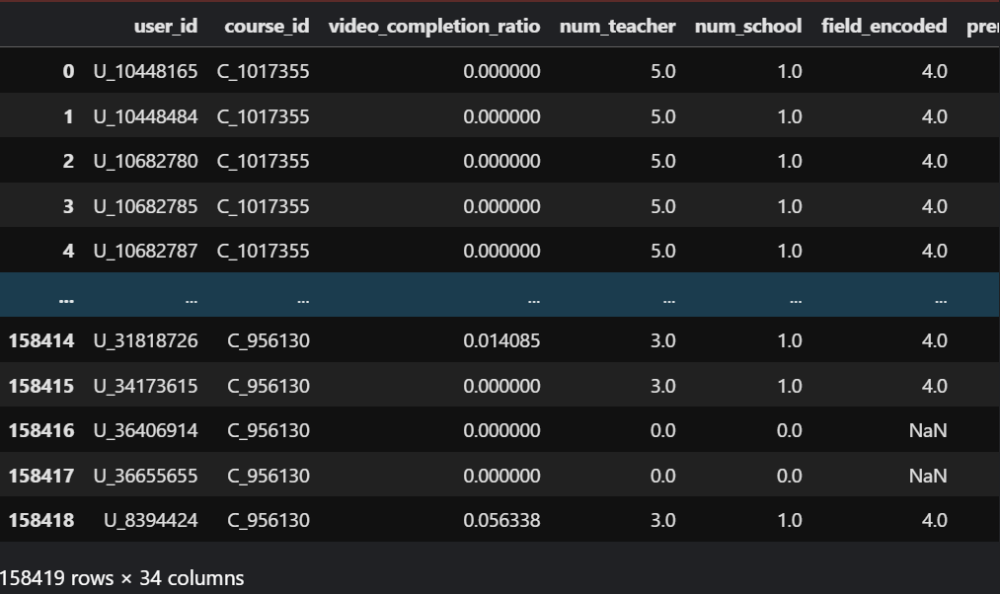 user_id course_id video_completion_ratio num_teacher num_school field_encoded
0 U_10448165 C_1017355 0.000000 5.0 1.0 4.0
1 U_10448484 C_1017355 0.000000 5.0 1.0 4.0
2 U_10682780 C_1017355 0.000000 5.0 1.0 4.0
3 U_10682785 C_1017355 0.000000 5.0 1.0 4.0
4 U_10682787 C_1017355 0.000000 5.0 1.0 4.0
... ... ... ... ... ... ...
158414 U_31818726 C_956130 0.014085 3.0 1.0 4.0
158415 U_34173615 C_956130 0.000000 3.0 1.0 4.0
158416 U_36406914 C_956130 0.000000 0.0 0.0 NaN
158417 U_36655655 C_956130 0.000000 0.0 0.0 NaN
158418 U_8394424 C_956130 0.056338 3.0 1.0 4.0
158419 rows × 34 columns